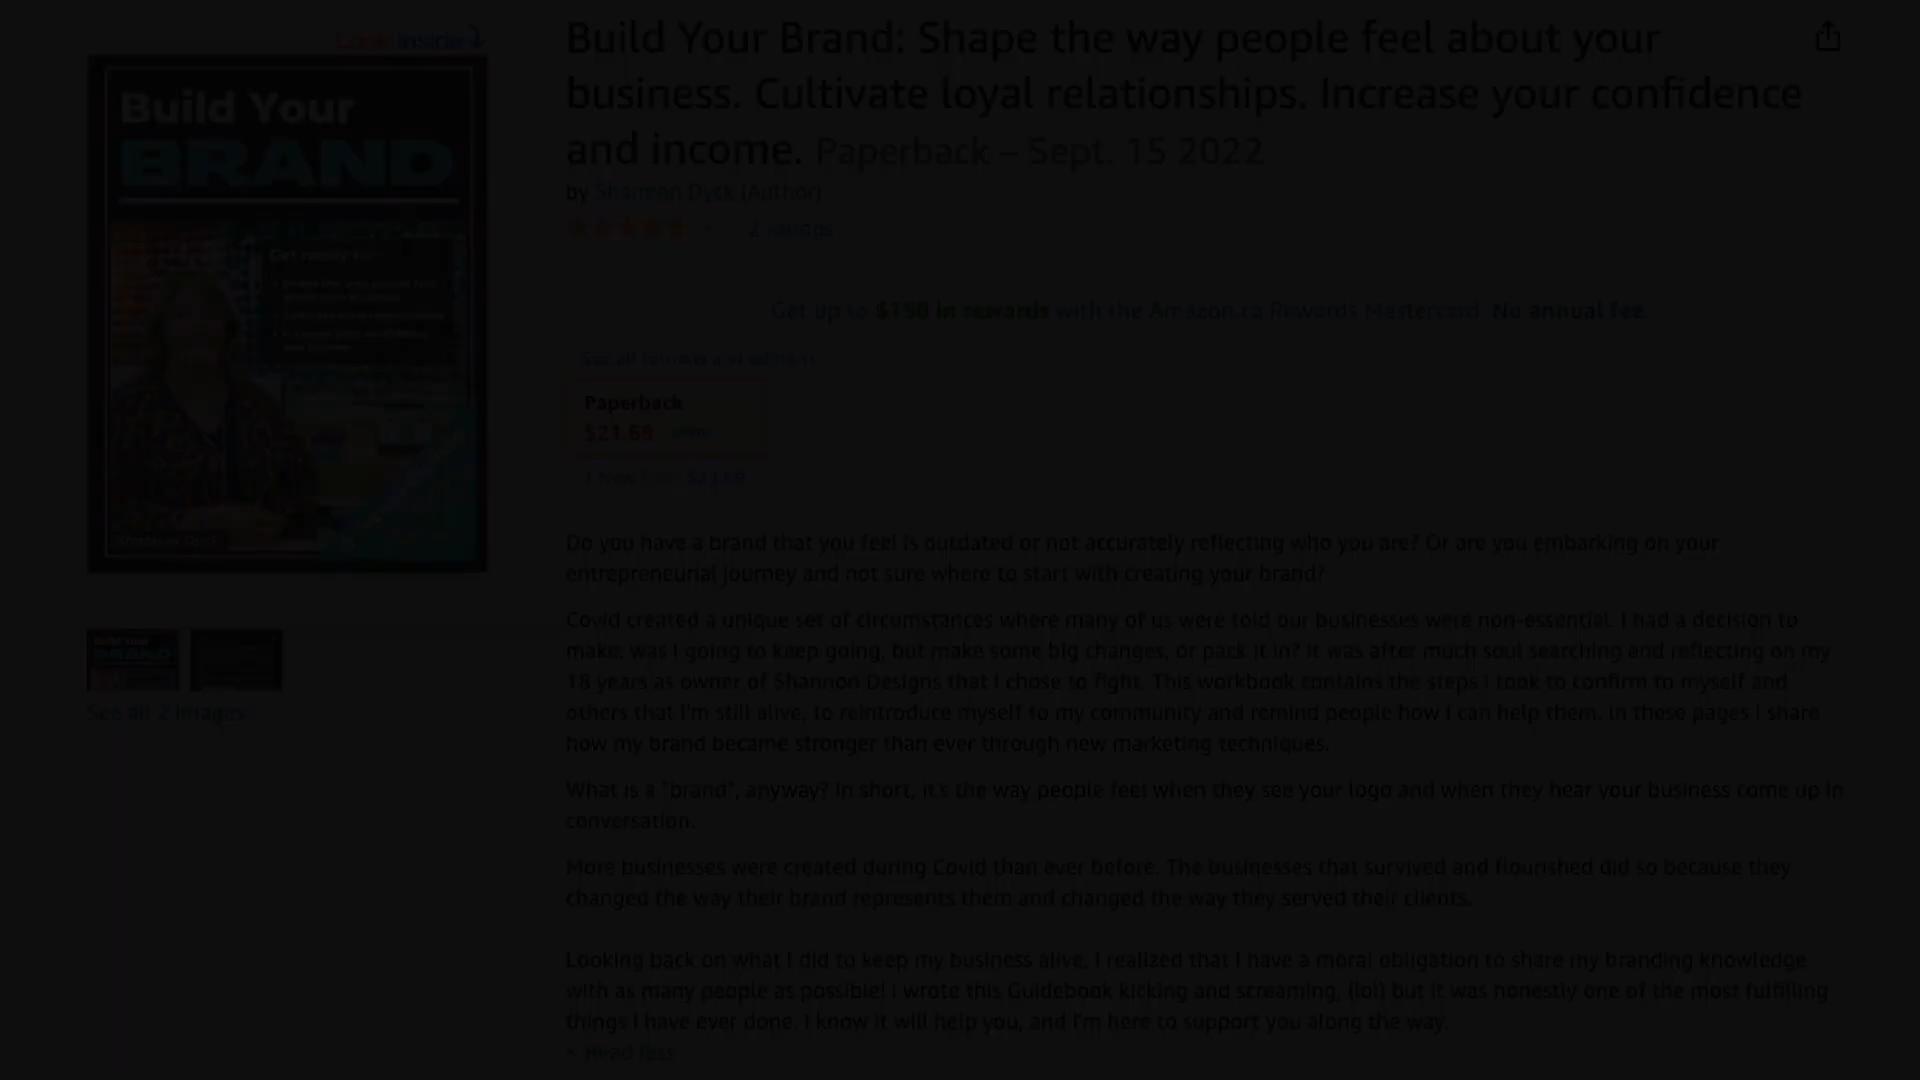 Look inside
Build Your
BRAND
Shannon Dyck
See all 2 images
Build Your Brand: Shape the way people feel about your
business. Cultivate loyal relationships. Increase your confidence
and income. Paperback – Sept. 15 2022
by Shannon Dyck (Author)
2 ratings
Get up to $150 in rewards with the Amazon.ca Rewards Mastercard. No annual fee.
See all formats and editions
Paperback
$21.69
1 New from $21.69
Do you have a brand that you feel is outdated or not accurately reflecting who you are? Or are you embarking on your
entrepreneurial journey and not sure where to start with creating your brand?
Covid created a unique set of circumstances where many of us were told our businesses were non-essential. I had a decision to
make: was I going to keep going, but make some big changes, or pack it in? It was after much soul searching and reflecting on my
18 years as owner of Shannon Designs that I chose to fight. This workbook contains the steps I took to confirm to myself and
others that I'm still alive, to reintroduce myself to my community and remind people how I can help them. In these pages I share
how my brand became stronger than ever through new marketing techniques.
What is a "brand", anyway? In short, it's the way people feel when they see your logo and when they hear your business come up in
conversation.
More businesses were created during Covid than ever before. The businesses that survived and flourished did so because they
changed the way their brand represents them and changed the way they served their clients.
Looking back on what I did to keep my business alive, I realized that I have a moral obligation to share my branding knowledge
with as many people as possible! I wrote this Guidebook kicking and screaming, (lol) but it was honestly one of the most fulfilling
things I have ever done. I know it will help you, and I'm here to support you along the way.
Read less